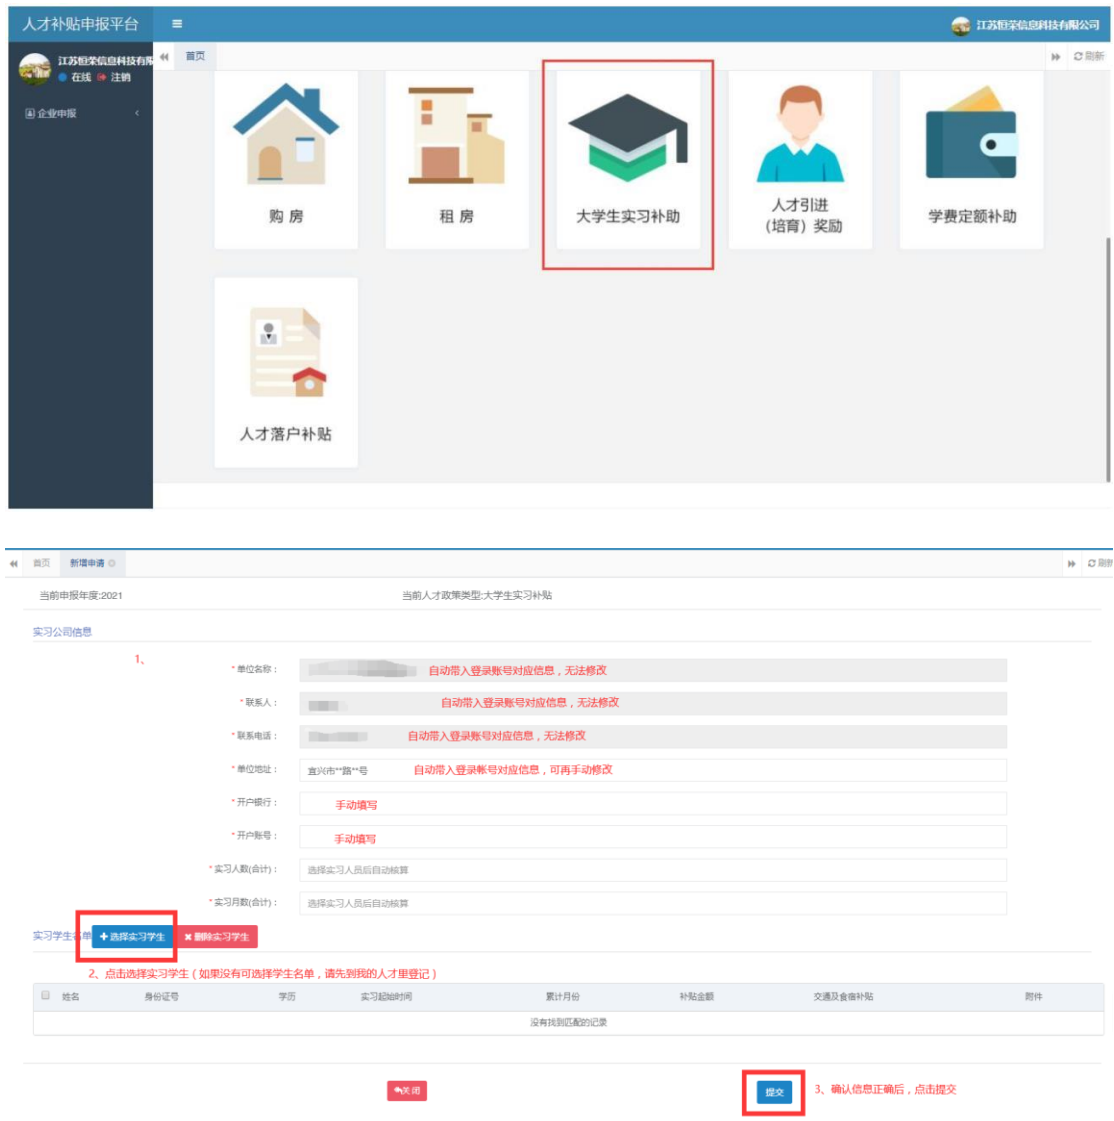 人才补贴申报平台
江苏恒荣信息科技有限公司
江苏恒荣信息科技有限
在线 注销
首页
刷新
企业申报
购 房
租 房
大学生实习补助
人才引进
（培育）奖励
学费定额补助
人才落户补贴
首页 新增申请
刷新
当前申报年度:2021
当前人才政策类型:大学生实习补贴
实习公司信息
1、
* 单位名称： 自动带入登录账号对应信息，无法修改
* 联系人： 自动带入登录账号对应信息，无法修改
* 联系电话： 自动带入登录账号对应信息，无法修改
* 单位地址： 宜兴市**路**号 自动带入登录帐号对应信息，可再手动修改
* 开户银行： 手动填写
* 开户账号： 手动填写
* 实习人数(合计)： 选择实习人员后自动核算
* 实习月数(合计)： 选择实习人员后自动核算
实习学生名单 选择实习学生 删除实习学生
2、点击选择实习学生（如果没有可选择学生名单，请先到我的人才里登记）
姓名 身份证号 学历 实习起始时间 累计月份 补贴金额 交通及食宿补贴 附件
没有找到匹配的记录
关闭
提交
3、确认信息正确后，点击提交